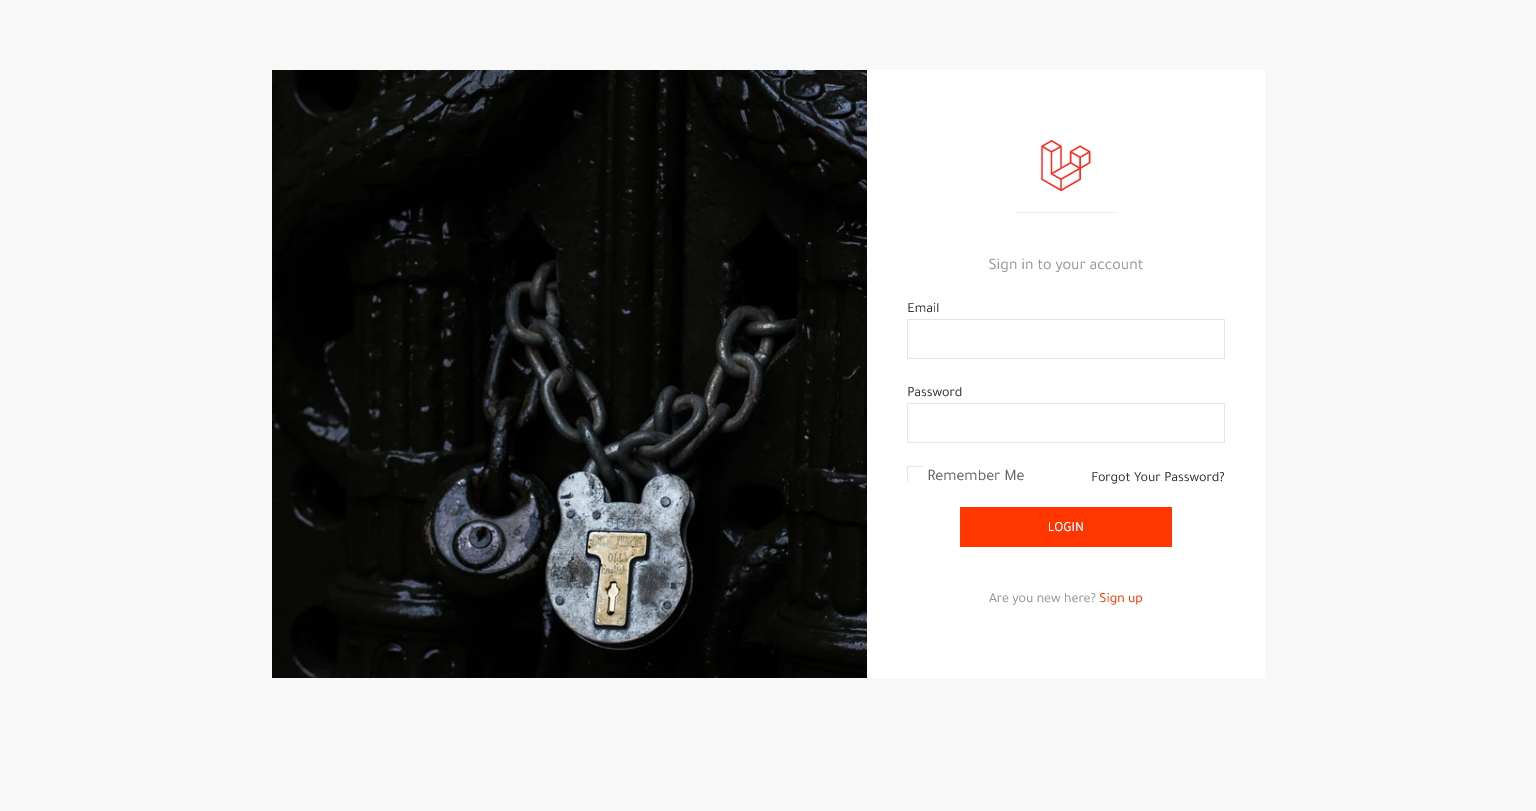 Sign in to your account
Email
Password
Remember Me
Forgot Your Password?
LOGIN
Are you new here? Sign up